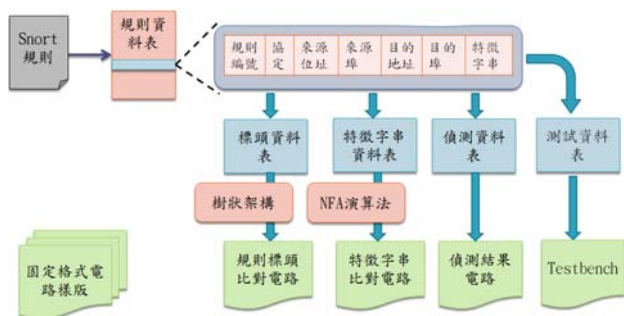 Snort
規則
規則資
料表
規則
編號
協
定
來源
位址
來源
埠
目的
地址
目的
埠
特徵
字串
標頭資料
表
特徵字串
資料表
偵測資料
表
測試資料
表
樹狀架構
NFA演算法
固定格式電
路樣版
規則標頭
比對電路
特徵字串
比對電路
偵測結果
電路
Testbench